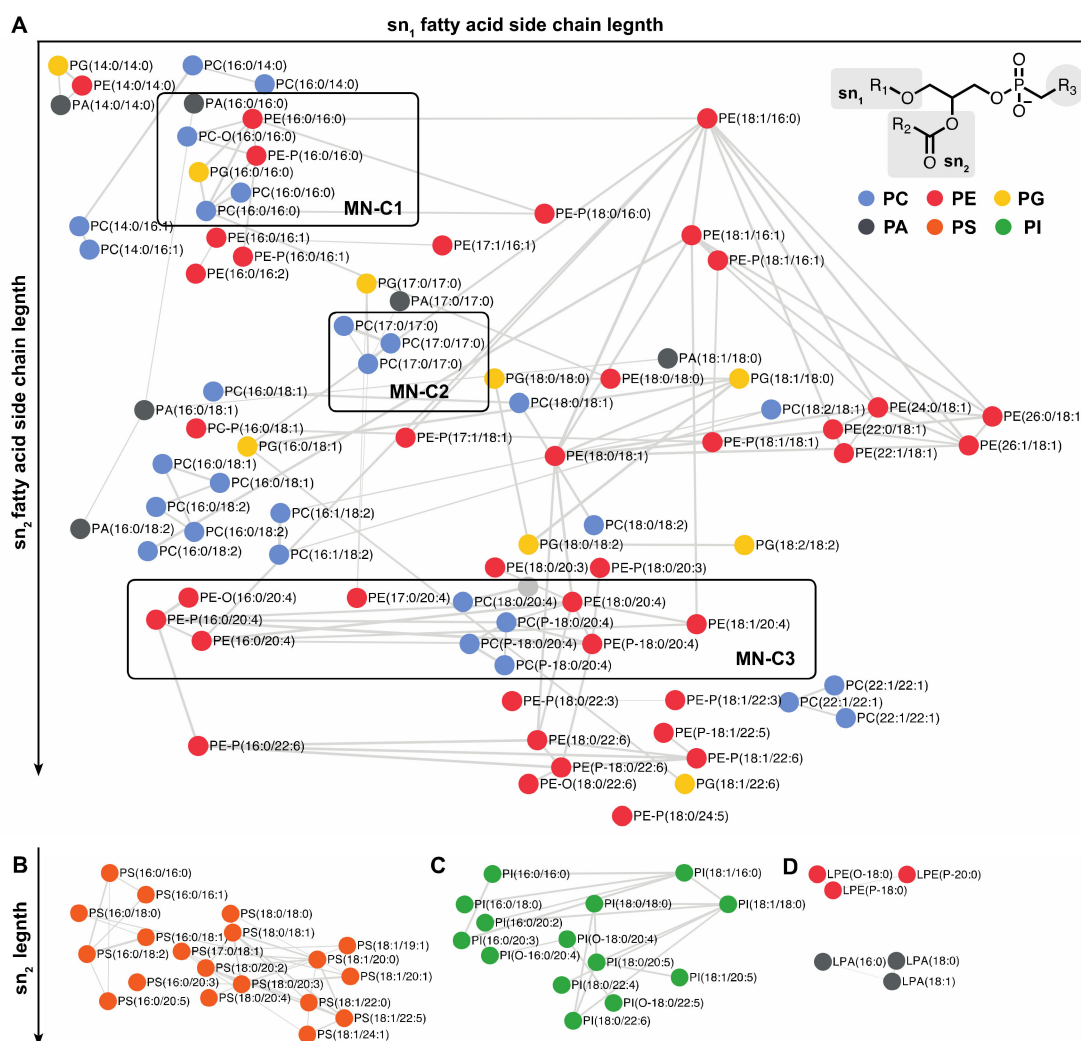 A
sn1 fatty acid side chain legnth
sn2 fatty acid side chain legnth
PG(14:0/14:0)
PE(14:0/14:0)
PA(14:0/14:0)
PC(16:0/14:0)
PC(16:0/14:0)
PA(16:0/16:0)
PE(16:0/16:0)
PC-O(16:0/16:0)
PE-P(16:0/16:0)
PG(16:0/16:0)
PC(16:0/16:0)
PC(16:0/16:0)
MN-C1
PE(18:1/16:0)
sn1
R1
O
O
P
O
O
−
R3
R2
O
O
sn2
PC
PE
PG
PA
PS
PI
PE-P(18:0/16:0)
PC(14:0/16:1)
PC(14:0/16:1)
PE(16:0/16:1)
PE-P(16:0/16:1)
PE(16:0/16:2)
PE(17:1/16:1)
PE(18:1/16:1)
PE-P(18:1/16:1)
PG(17:0/17:0)
PA(17:0/17:0)
PC(17:0/17:0)
PC(17:0/17:0)
PC(17:0/17:0)
MN-C2
PA(18:1/18:0)
PG(18:0/18:0)
PE(18:0/18:0)
PG(18:1/18:0)
PC(16:0/18:1)
PC(18:0/18:1)
PA(16:0/18:1)
PC-P(16:0/18:1)
PG(16:0/18:1)
PE-P(17:1/18:1)
PC(18:2/18:1)
PE(24:0/18:1)
PE(26:0/18:1
PE(22:0/18:1)
PE-P(18:1/18:1)
PE(26:1/18:1)
PE(22:1/18:1)
PE(18:0/18:1)
PC(16:0/18:1)
PC(16:0/18:1)
PC(16:0/18:2)
PC(16:1/18:2)
PA(16:0/18:2)
PC(16:0/18:2)
PC(18:0/18:2)
PC(16:0/18:2)
PC(16:1/18:2)
PG(18:0/18:2)
PG(18:2/18:2)
PE(18:0/20:3)
PE-P(18:0/20:3)
PE-O(16:0/20:4)
PE(17:0/20:4)
PC(18:0/20:4)
PE(18:0/20:4)
PE-P(16:0/20:4)
PC(P-18:0/20:4)
PE(18:1/20:4)
PE(16:0/20:4)
PC(P-18:0/20:4)
PE(P-18:0/20:4)
PC(P-18:0/20:4)
MN-C3
PC(22:1/22:1)
PE-P(18:0/22:3)
PE-P(18:1/22:3)
PC(22:1/22:1)
PC(22:1/22:1)
PE-P(16:0/22:6)
PE(18:0/22:6)
PE(P-18:1/22:5)
PE-P(18:1/22:6)
PE(P-18:0/22:6)
PE-O(18:0/22:6)
PG(18:1/22:6)
PE-P(18:0/24:5)
B
sn2 legnth
PS(16:0/16:0)
PS(16:0/16:1)
PS(16:0/18:0)
PS(18:0/18:0)
PS(16:0/18:1)
PS(18:0/18:1)
PS(16:0/18:2)
PS(17:0/18:1)
PS(18:1/19:1)
PS(18:1/20:0)
PS(18:0/20:2)
PS(18:1/20:1)
PS(16:0/20:3)
PS(18:0/20:3)
PS(16:0/20:5)
PS(18:0/20:4)
PS(18:1/22:0)
PS(18:1/22:5)
PS(18:1/24:1)
C
PI(16:0/16:0)
PI(18:1/16:0)
PI(16:0/18:0)
PI(18:0/18:0)
PI(18:1/18:0)
PI(16:0/20:2)
PI(16:0/20:3)
PI(O-18:0/20:4)
PI(O-16:0/20:4)
PI(18:0/20:5)
PI(18:1/20:5)
PI(18:0/22:4)
PI(O-18:0/22:5)
PI(18:0/22:6)
D
LPE(O-18:0)
LPE(P-20:0)
LPE(P-18:0)
LPA(16:0)
LPA(18:0)
LPA(18:1)